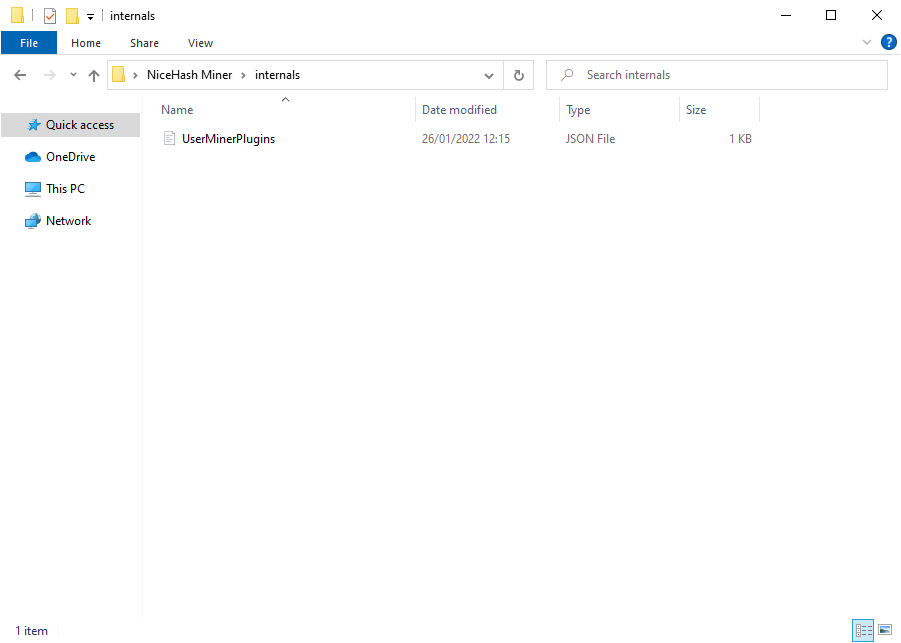 internals
File Home Share View
NiceHash Miner internals Search internals
Name Date modified Type Size
Quick access
UserMinerPlugins 26/01/2022 12:15 JSON File 1 KB
OneDrive
This PC
Network
1 item